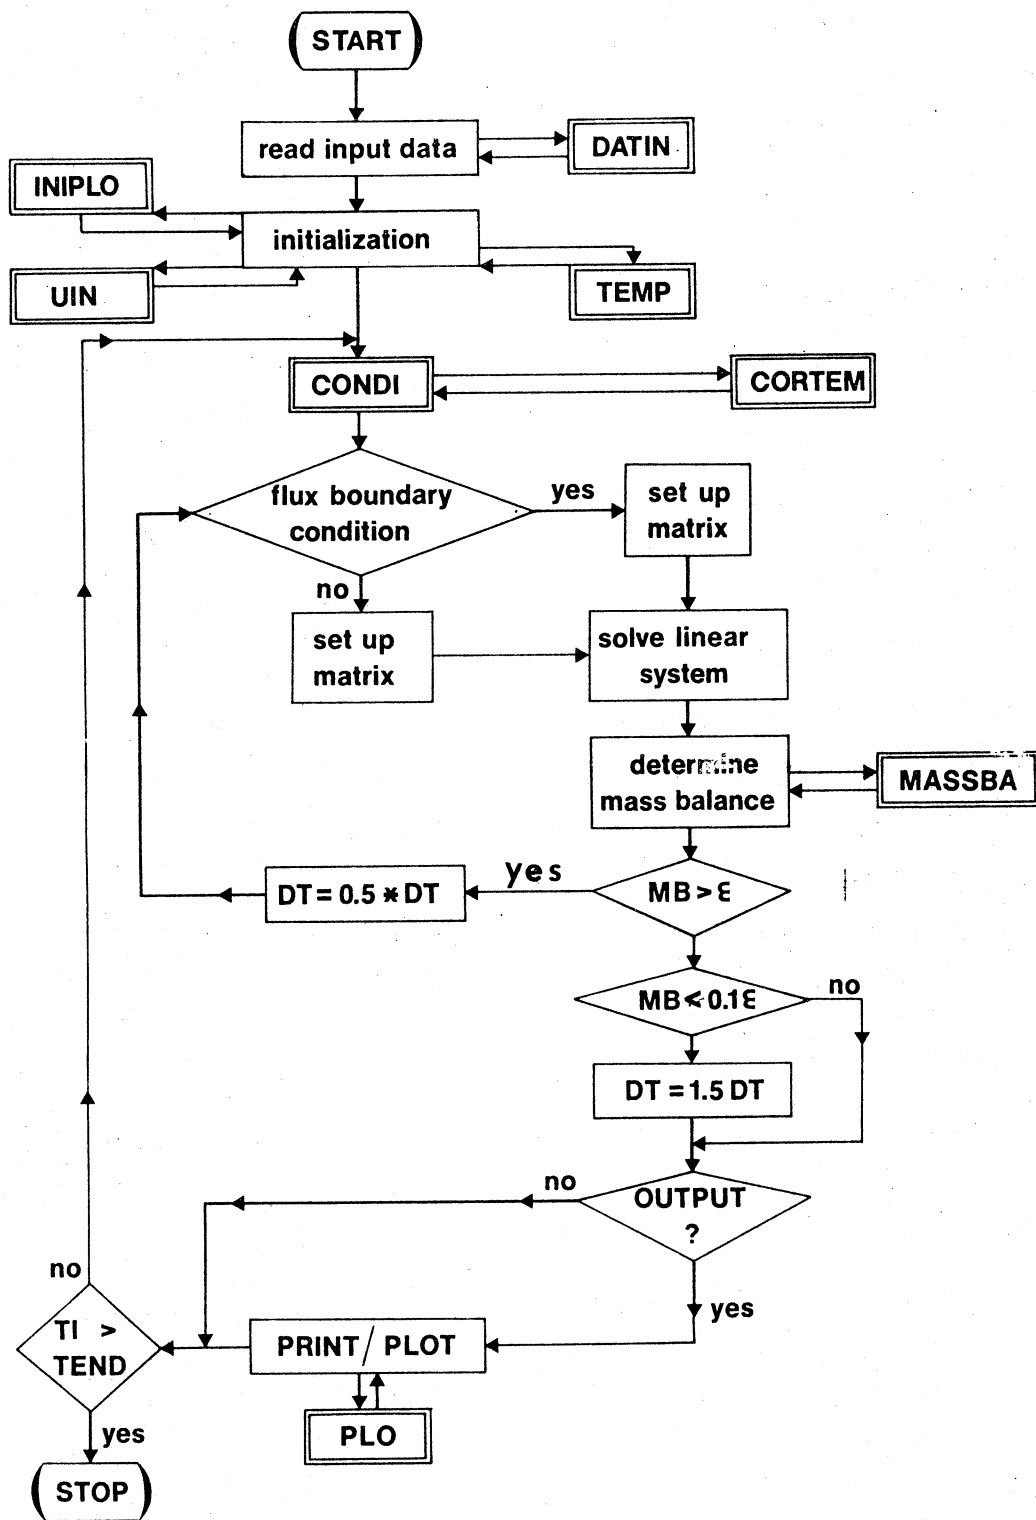 START
read input data
DATIN
INIPLO
initialization
UIN
TEMP
CONDI
CORTEM
flux boundary
condition
yes
set up
matrix
no
set up
matrix
solve linear
system
determine
mass balance
MASSBA
DT = 0.5 * DT
yes
MB > ε
MB < 0.1ε
no
DT = 1.5 DT
no
OUTPUT
?
yes
no
TI >
TEND
PRINT / PLOT
PLO
yes
STOP